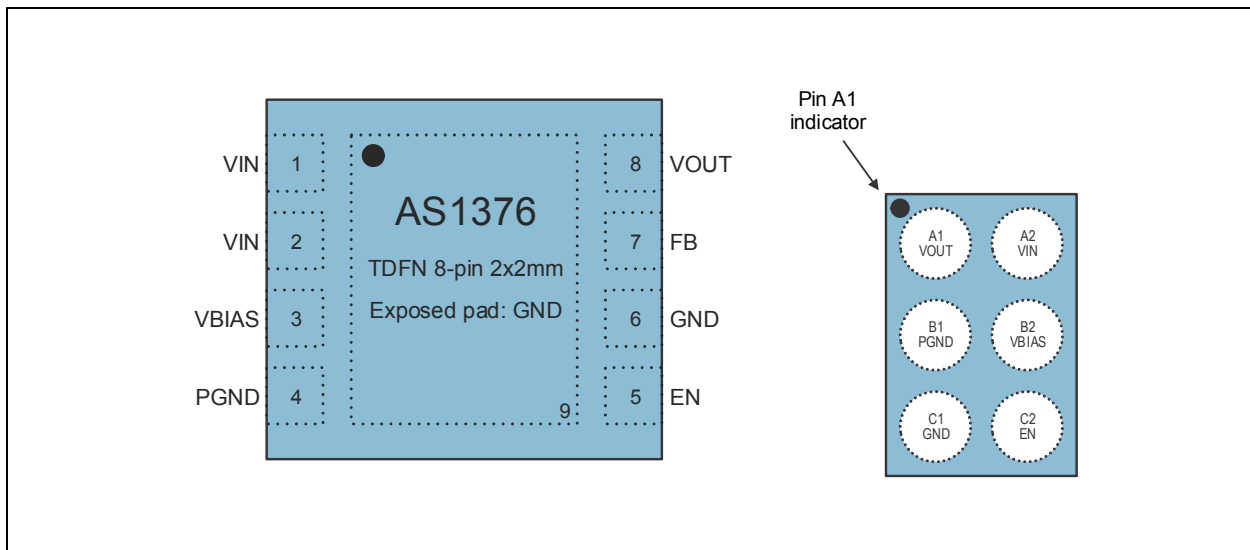 VIN
1
VIN
2
VBIAS
3
PGND
4
AS1376
TDFN 8-pin 2x2mm
Exposed pad: GND
9
8
VOUT
7
FB
6
GND
5
EN
Pin A1
indicator
A1
VOUT
A2
VIN
B1
PGND
B2
VBIAS
C1
GND
C2
EN